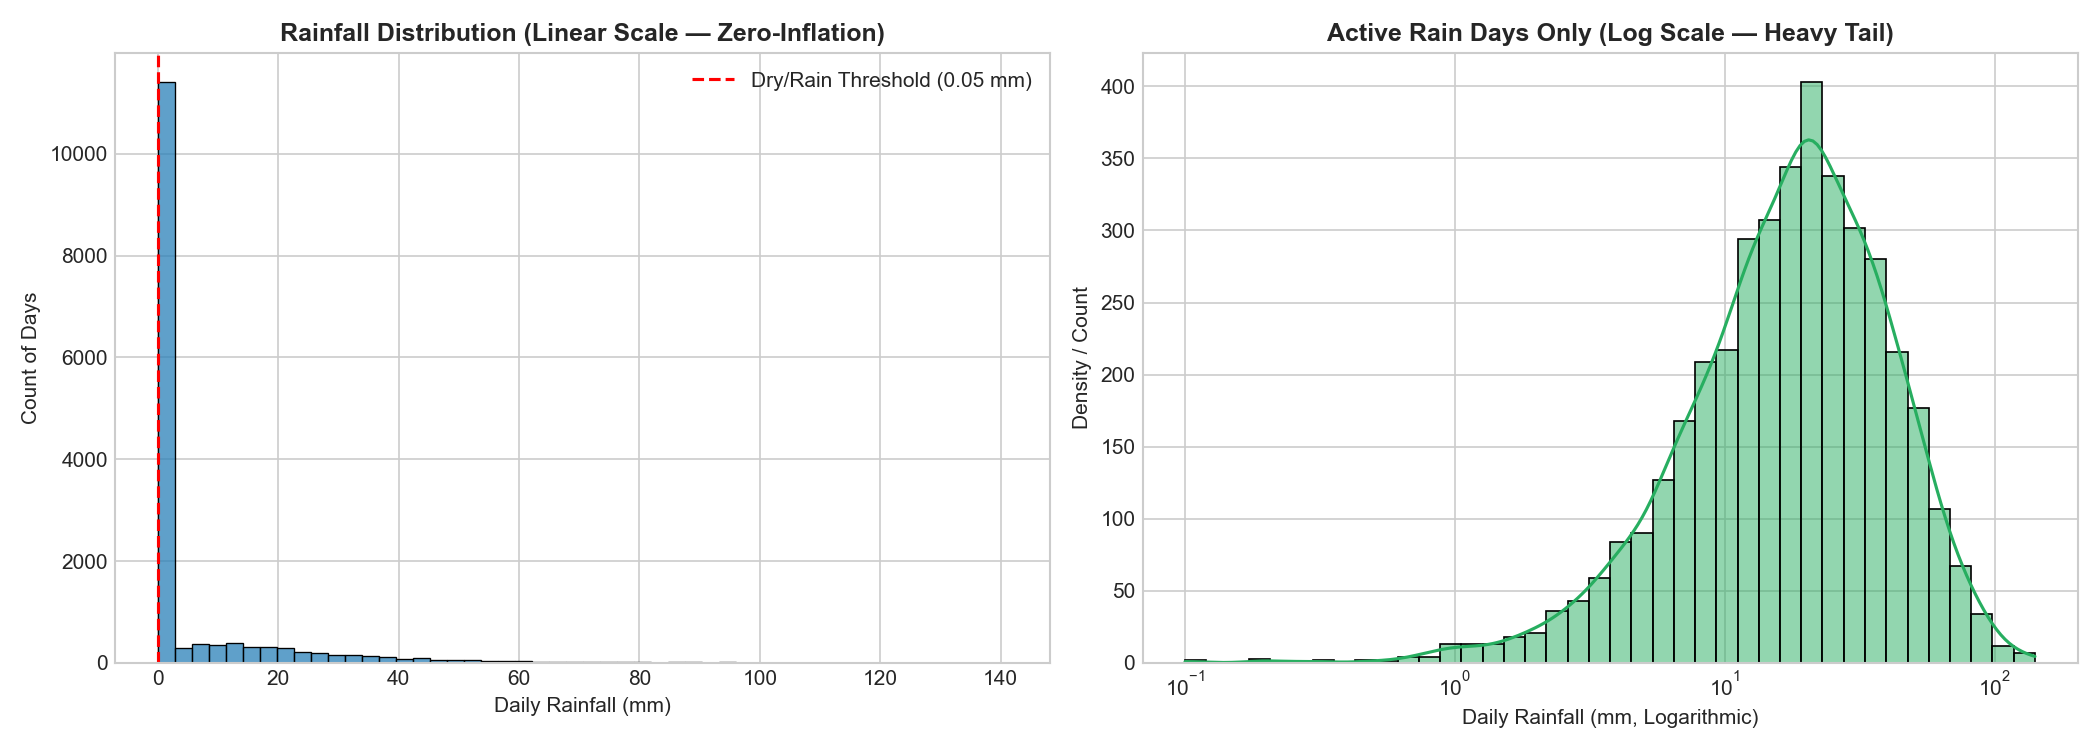 Rainfall Distribution (Linear Scale — Zero-Inflation)
Dry/Rain Threshold (0.05 mm)
Count of Days
10000
8000
6000
4000
2000
0
0 20 40 60 80 100 120 140
Daily Rainfall (mm)
Active Rain Days Only (Log Scale — Heavy Tail)
Density / Count
400
350
300
250
200
150
100
50
0
10⁻¹ 10⁰ 10¹ 10²
Daily Rainfall (mm, Logarithmic)